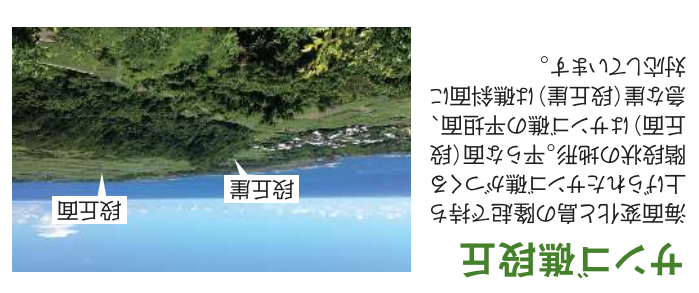 サンゴ礁段丘
海面変化と島の隆起で持ち
上げられたサンゴ礁がつくる
階段状の地形。平らな面（段
丘面）はサンゴ礁の平坦面、
急な崖（段丘崖）は礁斜面に
対応しています。
段丘崖
段丘面